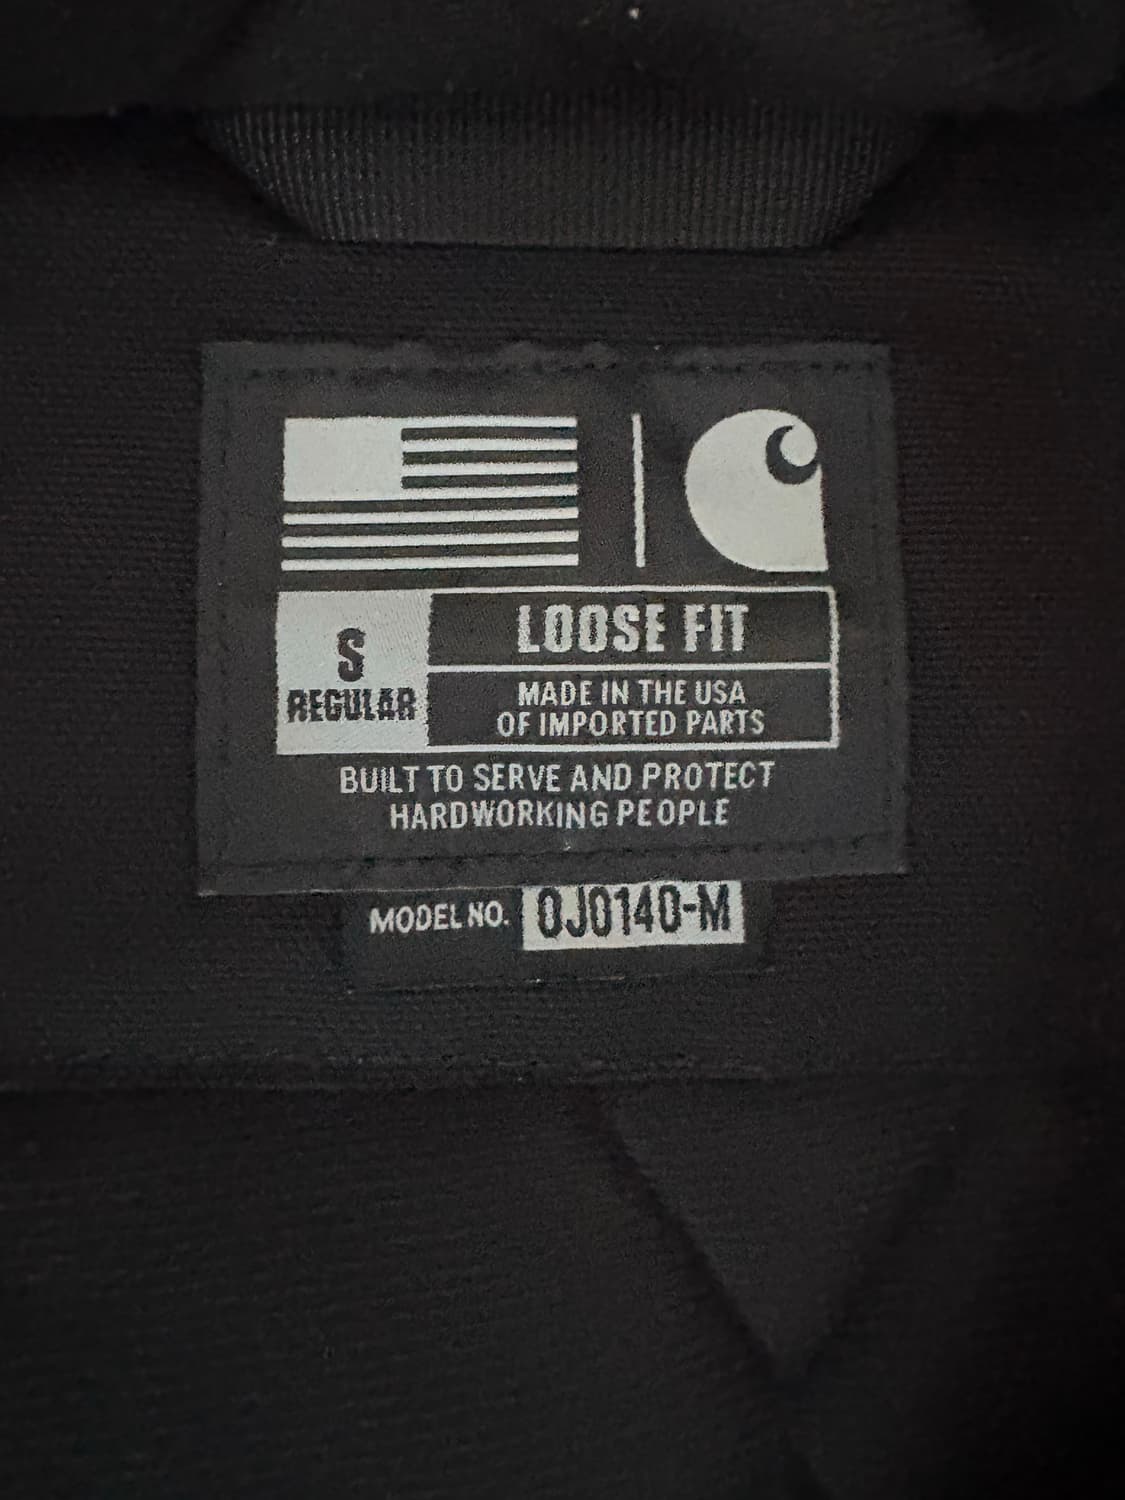 S
REGULAR
LOOSE FIT
MADE IN THE USA
OF IMPORTED PARTS
BUILT TO SERVE AND PROTECT
HARDWORKING PEOPLE
MODEL NO. 0J0140-M